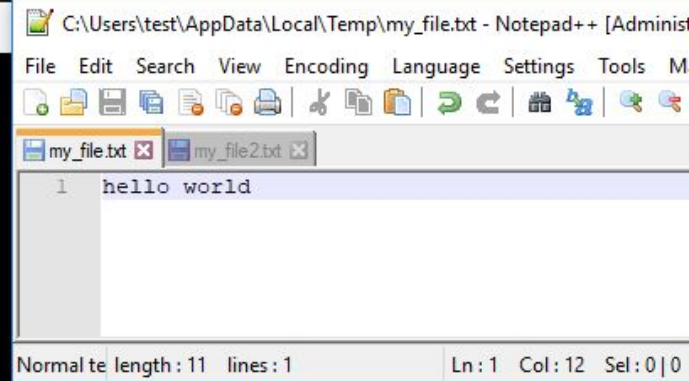 C:\Users\test\AppData\Local\Temp\my_file.txt - Notepad++ [Administ
File Edit Search View Encoding Language Settings Tools Ma
my_file.txt my_file2.txt
1 hello world
Normal te length : 11 lines : 1 Ln : 1 Col : 12 Sel : 0 | 0